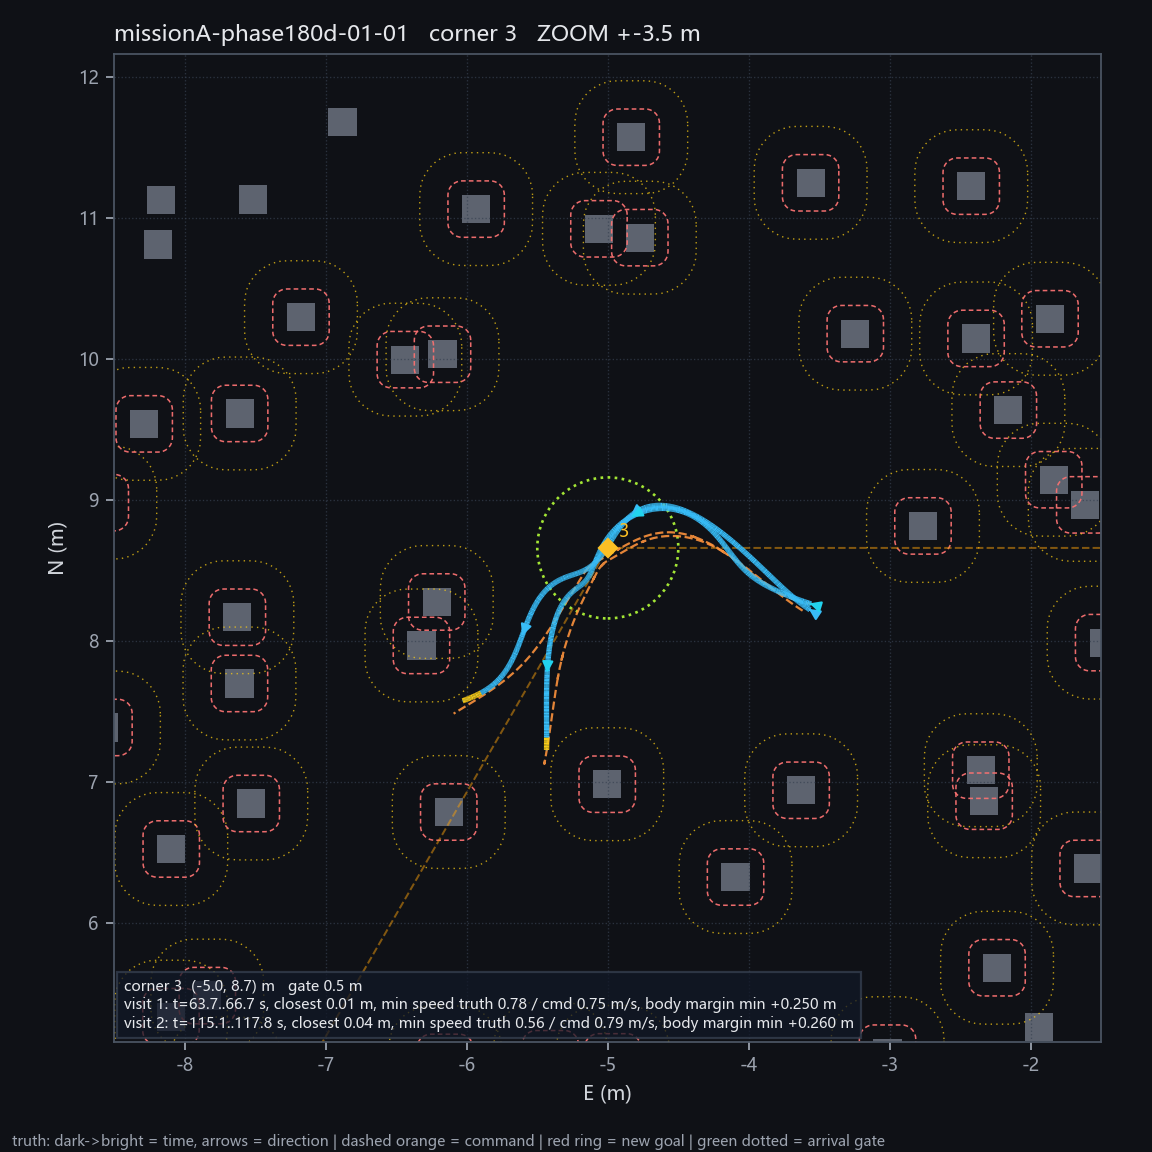 missionA-phase180d-01-01 corner 3 ZOOM +-3.5 m
12
11
10
9
8
7
6
N (m)
3
corner 3 (-5.0, 8.7) m gate 0.5 m
visit 1: t=63.7..66.7 s, closest 0.01 m, min speed truth 0.78 / cmd 0.75 m/s, body margin min +0.250 m
visit 2: t=115.1..117.8 s, closest 0.04 m, min speed truth 0.56 / cmd 0.79 m/s, body margin min +0.260 m
-8 -7 -6 -5 -4 -3 -2
E (m)
truth: dark->bright = time, arrows = direction | dashed orange = command | red ring = new goal | green dotted = arrival gate